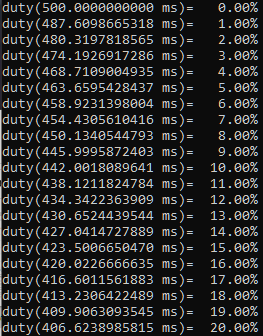 duty(500.0000000000 ms)=   0.00%
duty(487.6098665318 ms)=   1.00%
duty(480.3197818565 ms)=   2.00%
duty(474.1926917286 ms)=   3.00%
duty(468.7109004935 ms)=   4.00%
duty(463.6595428437 ms)=   5.00%
duty(458.9231398004 ms)=   6.00%
duty(454.4305610416 ms)=   7.00%
duty(450.1340544793 ms)=   8.00%
duty(445.9995872403 ms)=   9.00%
duty(442.0018089641 ms)=  10.00%
duty(438.1211824784 ms)=  11.00%
duty(434.3422363909 ms)=  12.00%
duty(430.6524439544 ms)=  13.00%
duty(427.0414727889 ms)=  14.00%
duty(423.5006650470 ms)=  15.00%
duty(420.0226666635 ms)=  16.00%
duty(416.6011561883 ms)=  17.00%
duty(413.2306422489 ms)=  18.00%
duty(409.9063093545 ms)=  19.00%
duty(406.6238985815 ms)=  20.00%